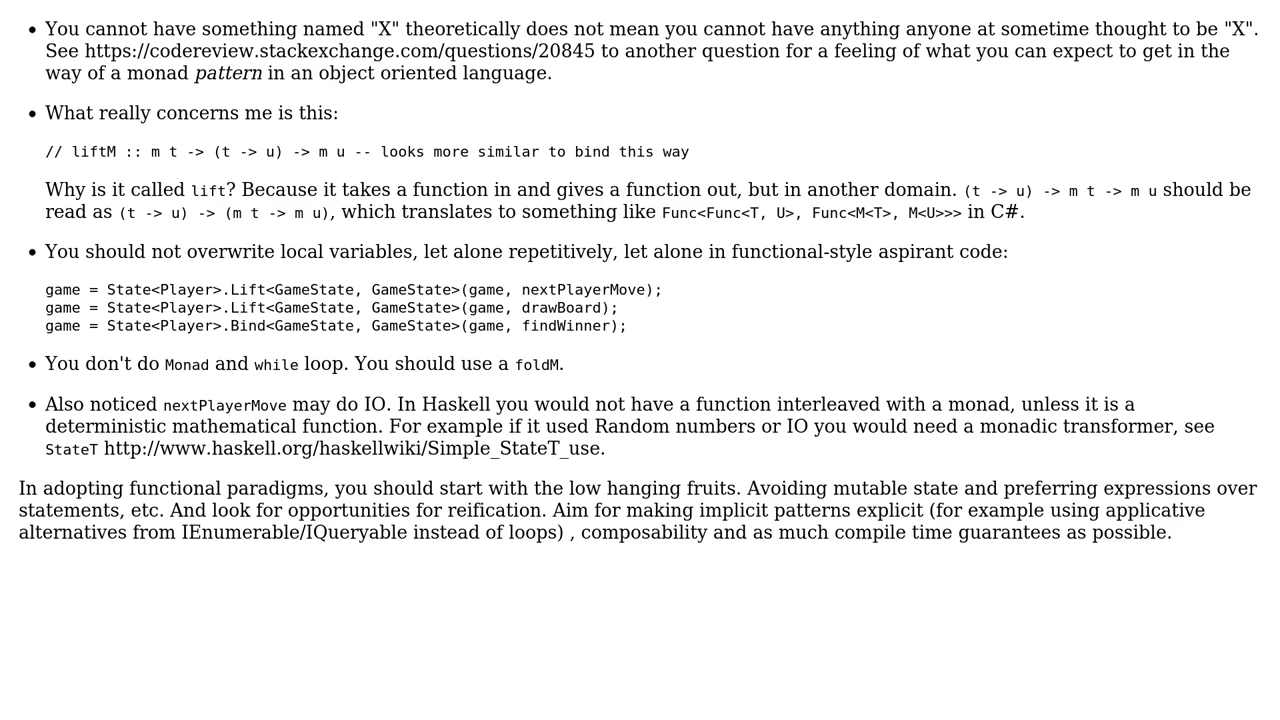 • You cannot have something named "X" theoretically does not mean you cannot have anything anyone at sometime thought to be "X".
See https://codereview.stackexchange.com/questions/20845 to another question for a feeling of what you can expect to get in the
way of a monad pattern in an object oriented language.
• What really concerns me is this:
// liftM :: m t -> (t -> u) -> m u -- looks more similar to bind this way
Why is it called lift? Because it takes a function in and gives a function out, but in another domain. (t -> u) -> m t -> m u should be
read as (t -> u) -> (m t -> m u), which translates to something like Func<Func<T, U>, Func<M<T>, M<U>>> in C#.
• You should not overwrite local variables, let alone repetitively, let alone in functional-style aspirant code:
game = State<Player>.Lift<GameState, GameState>(game, nextPlayerMove);
game = State<Player>.Lift<GameState, GameState>(game, drawBoard);
game = State<Player>.Bind<GameState, GameState>(game, findWinner);
• You don't do Monad and while loop. You should use a foldM.
• Also noticed nextPlayerMove may do IO. In Haskell you would not have a function interleaved with a monad, unless it is a
deterministic mathematical function. For example if it used Random numbers or IO you would need a monadic transformer, see
StateT http://www.haskell.org/haskellwiki/Simple_StateT_use.
In adopting functional paradigms, you should start with the low hanging fruits. Avoiding mutable state and preferring expressions over
statements, etc. And look for opportunities for reification. Aim for making implicit patterns explicit (for example using applicative
alternatives from IEnumerable/IQueryable instead of loops) , composability and as much compile time guarantees as possible.